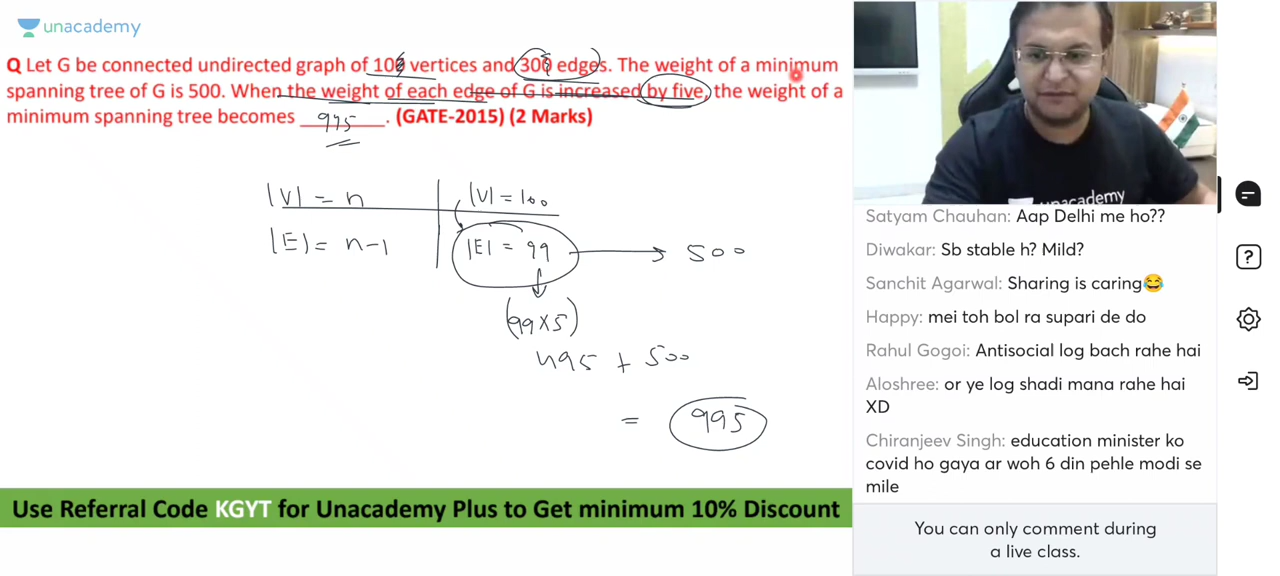 unacademy
Q Let G be connected undirected graph of 100 vertices and 300 edges. The weight of a minimum
spanning tree of G is 500. When the weight of each edge of G is increased by five, the weight of a
minimum spanning tree becomes 995. (GATE-2015) (2 Marks)
|V| = n |V| = 100
|E| = n-1 |E| = 99 → 500
(99×5)
495 + 500
= 995
Use Referral Code KGYT for Unacademy Plus to Get minimum 10% Discount
unacademy
Satyam Chauhan: Aap Delhi me ho??
Diwakar: Sb stable h? Mild?
Sanchit Agarwal: Sharing is caring😂
Happy: mei toh bol ra supari de do
Rahul Gogoi: Antisocial log bach rahe hai
Aloshree: or ye log shadi mana rahe hai
XD
Chiranjeev Singh: education minister ko
covid ho gaya ar woh 6 din pehle modi se
mile
You can only comment during
a live class.
?